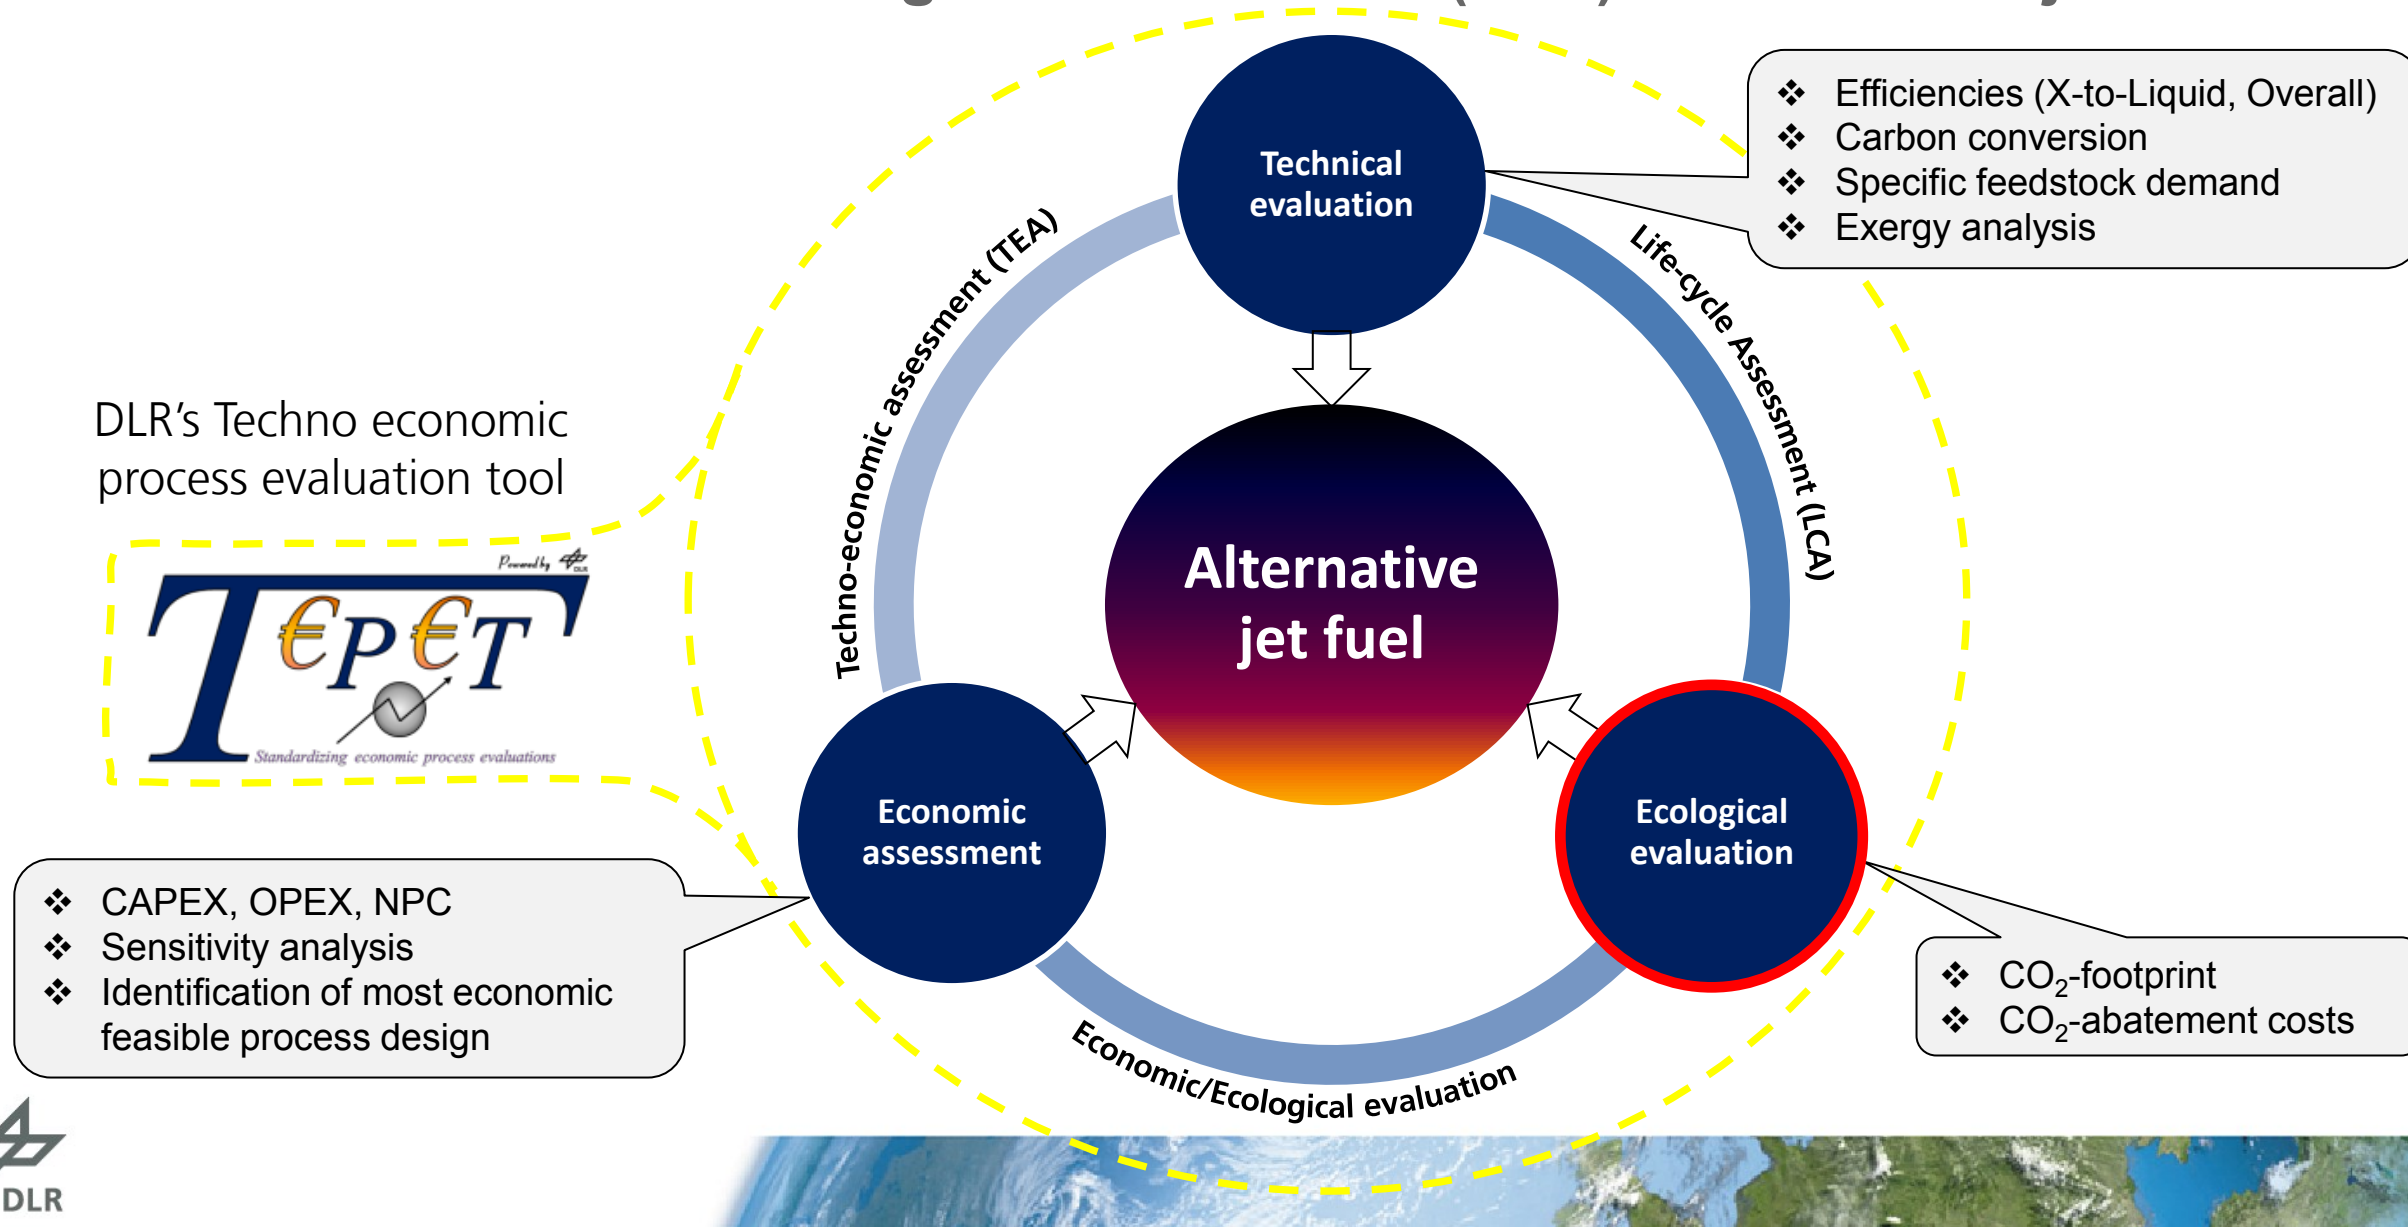 Technical
evaluation
❖ Efficiencies (X-to-Liquid, Overall)
❖ Carbon conversion
❖ Specific feedstock demand
❖ Exergy analysis
Techno-economic assessment (TEA)
Life-cycle Assessment (LCA)
DLR's Techno economic
process evaluation tool
Powered by DLR
T€P€T
Standardizing economic process evaluations
Alternative
jet fuel
Economic
assessment
Ecological
evaluation
❖ CAPEX, OPEX, NPC
❖ Sensitivity analysis
❖ Identification of most economic
feasible process design
❖ CO₂-footprint
❖ CO₂-abatement costs
Economic/Ecological evaluation
DLR